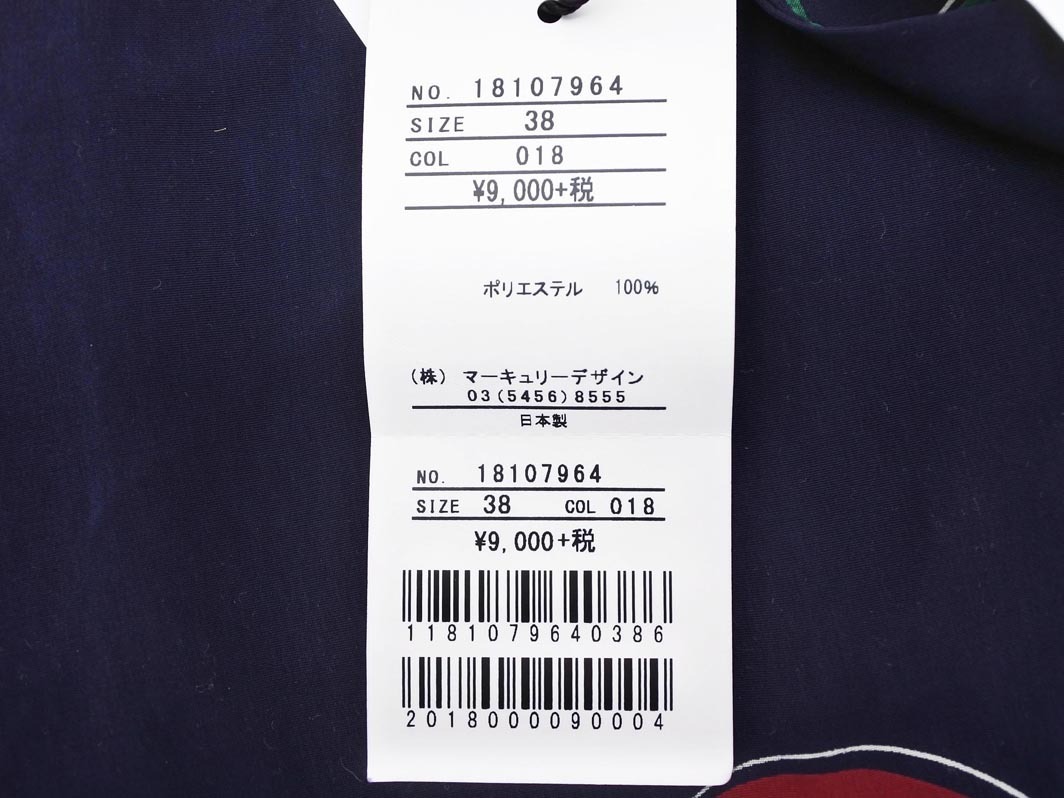 NO. 18107964
SIZE 38
COL 018
¥9,000+税
ポリエステル 100%
(株) マーキュリーデザイン
03(5456)8555
日本製
NO. 18107964
SIZE 38 COL 018
¥9,000+税
1181079640386
2018000090004